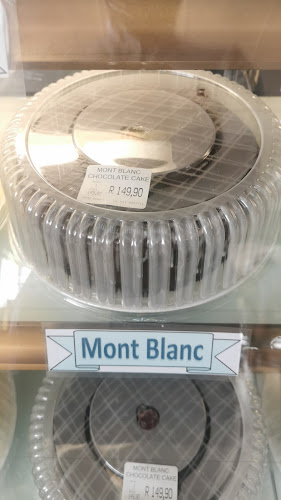 MONT BLANC
CHOCOLATE CAKE
R 149,90
Mont Blanc
MONT BLANC
CHOCOLATE CAKE
R 149,90